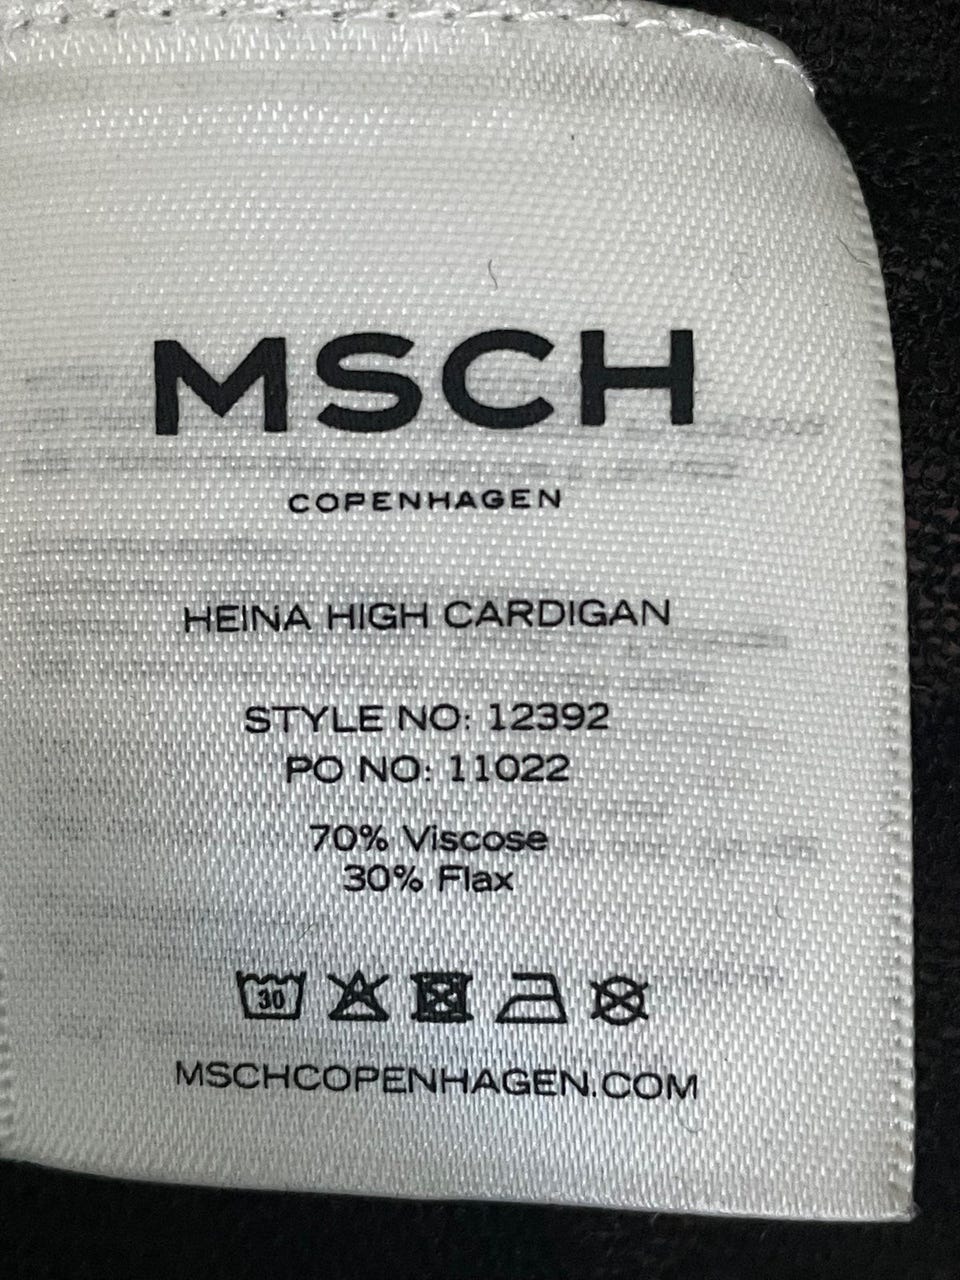 MSCH
COPENHAGEN
HEINA HIGH CARDIGAN
STYLE NO: 12392
PO NO: 11022
70% Viscose
30% Flax
30
MSCHCOPENHAGEN.COM